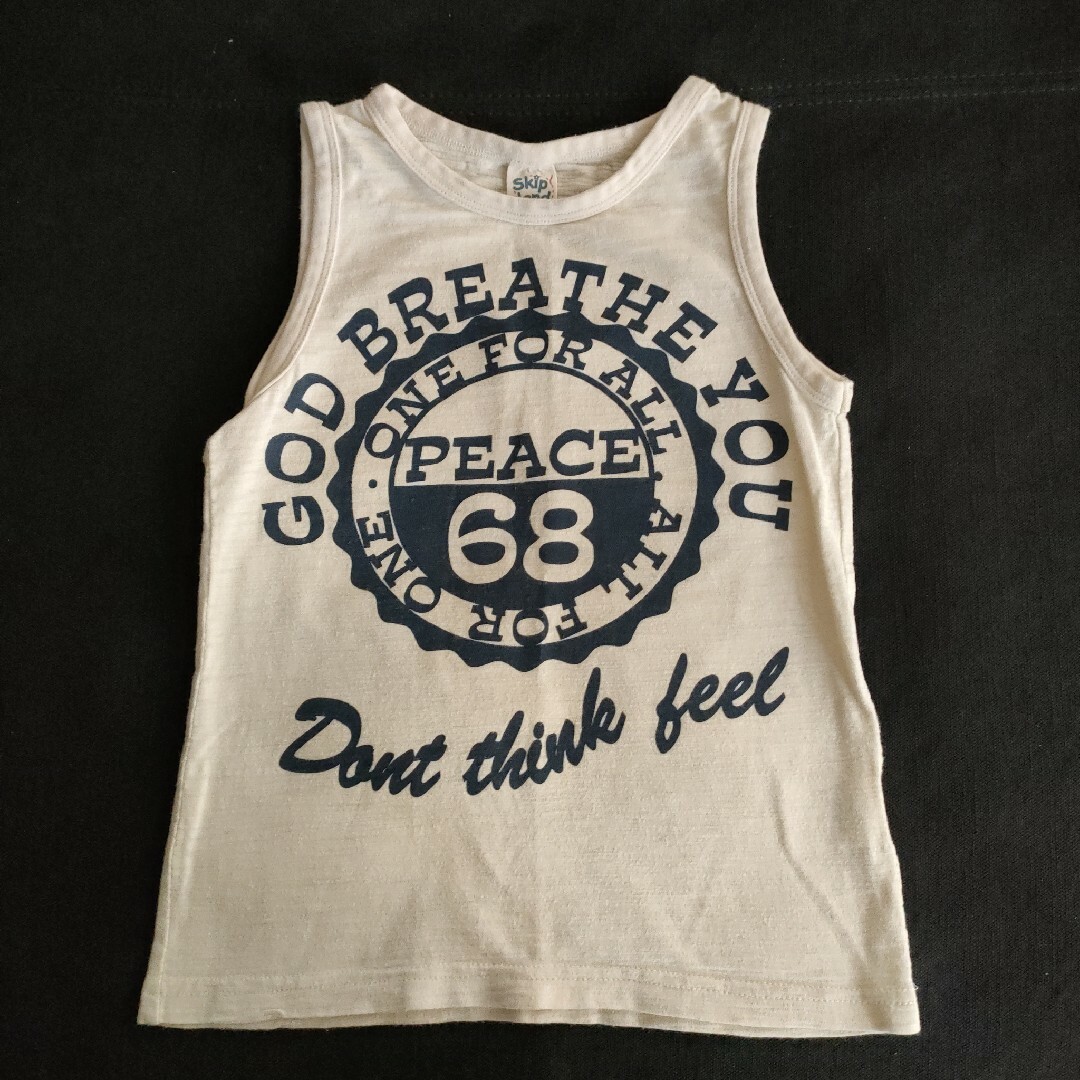 Skip
Land
GOD BREATHE YOU
ONE FOR ALL · ALL FOR ONE ·
PEACE
68
Dont think feel